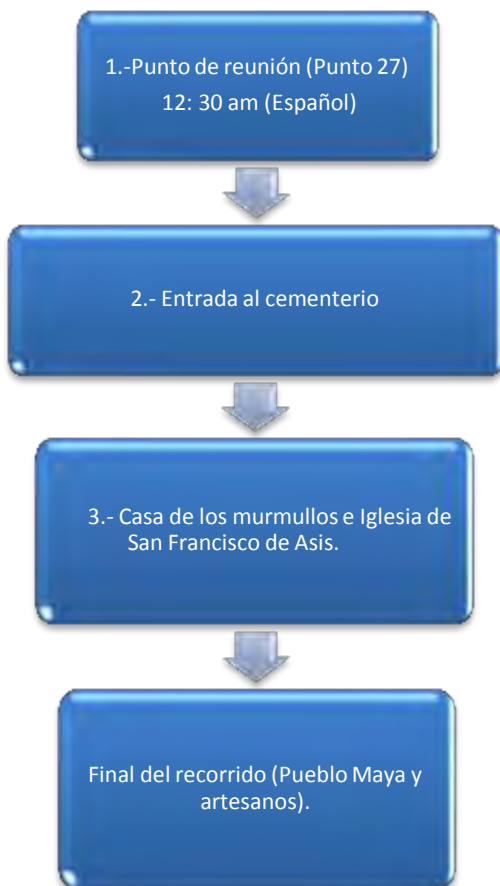 1.-Punto de reunión (Punto 27)
12: 30 am (Español)
2.- Entrada al cementerio
3.- Casa de los murmullos e Iglesia de
San Francisco de Asis.
Final del recorrido (Pueblo Maya y
artesanos).